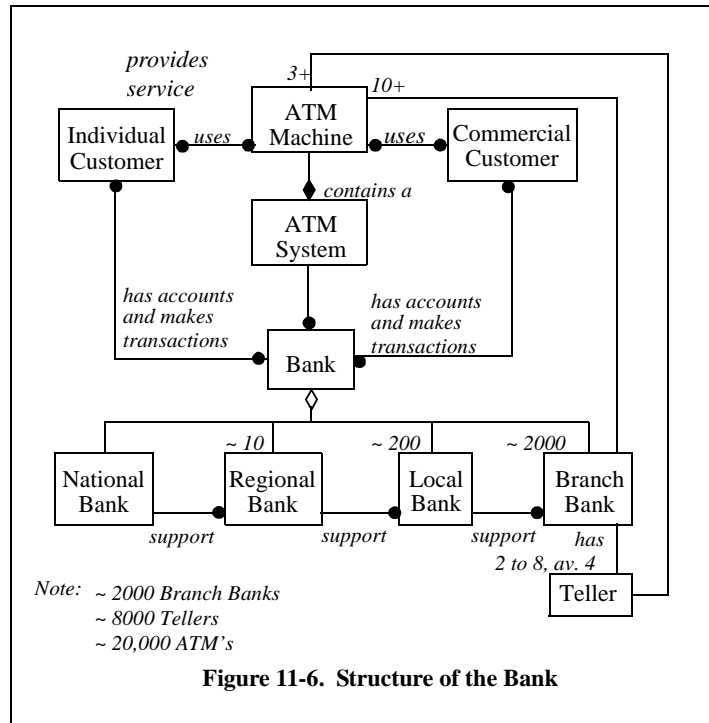 provides
service
3+
10+
ATM
Machine
Individual
Customer
uses
uses
Commercial
Customer
contains a
ATM
System
has accounts
and makes
transactions
has accounts
and makes
transactions
Bank
~ 10
~ 200
~ 2000
National
Bank
Regional
Bank
Local
Bank
Branch
Bank
support
support
support
has
2 to 8, av. 4
Teller
Note: ~ 2000 Branch Banks
~ 8000 Tellers
~ 20,000 ATM's
Figure 11-6. Structure of the Bank